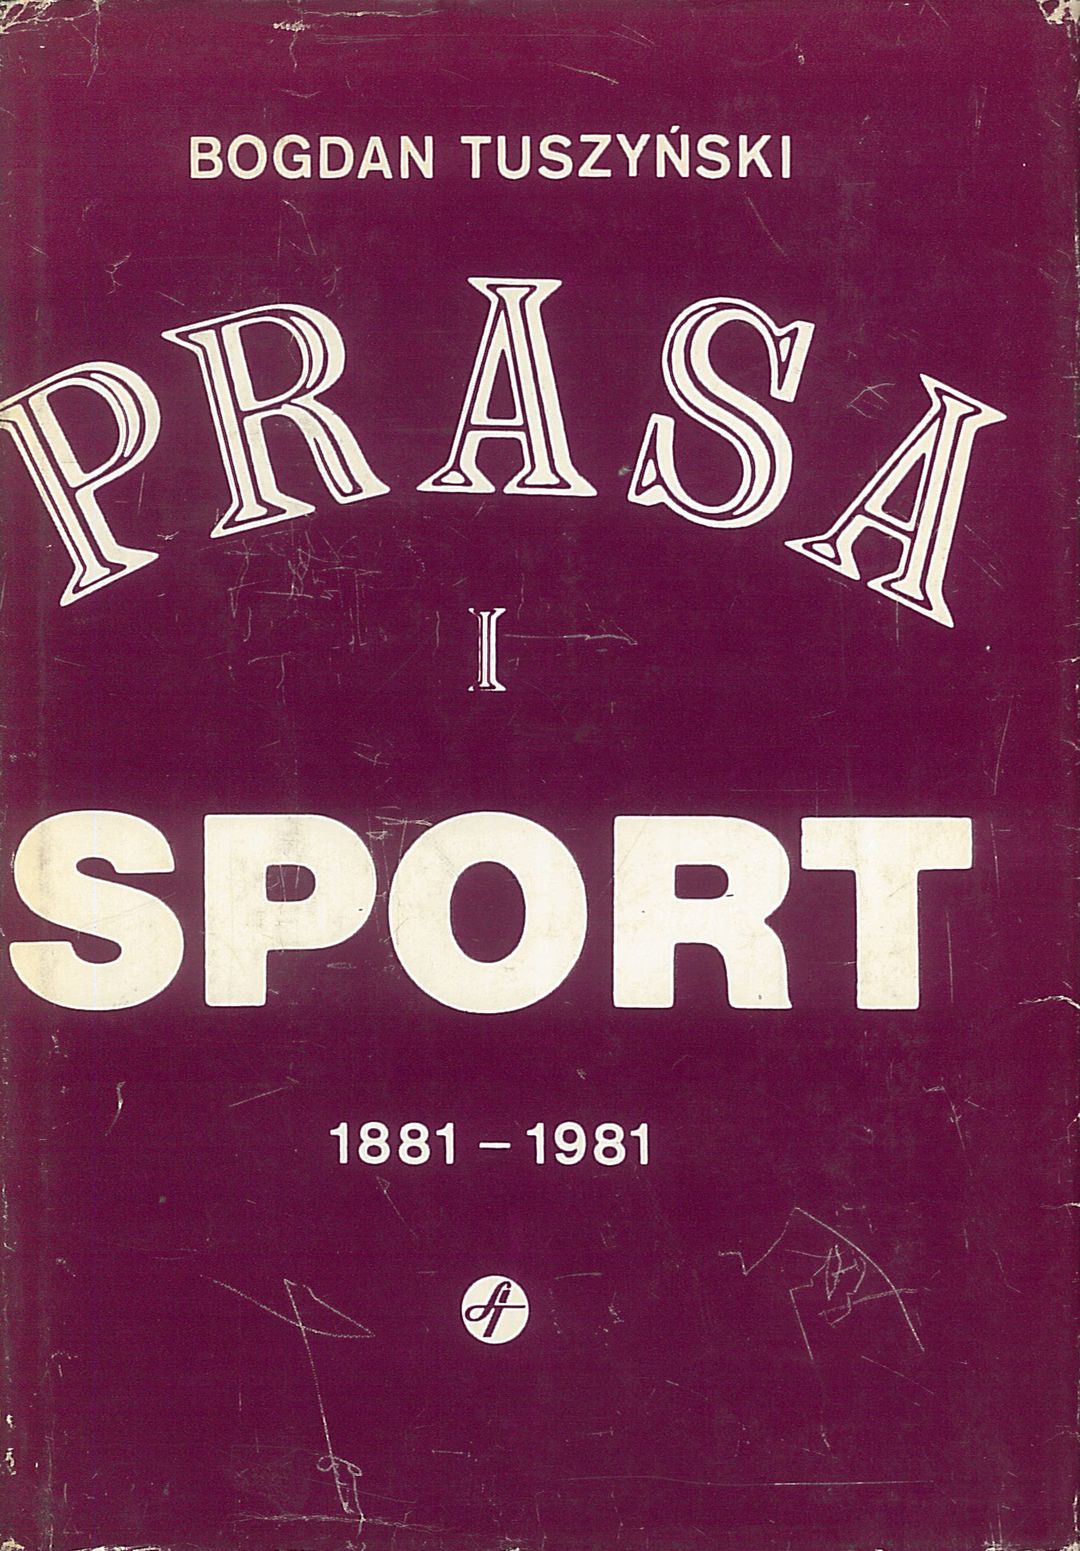 BOGDAN TUSZYŃSKI
PRASA
I
SPORT
1881 – 1981